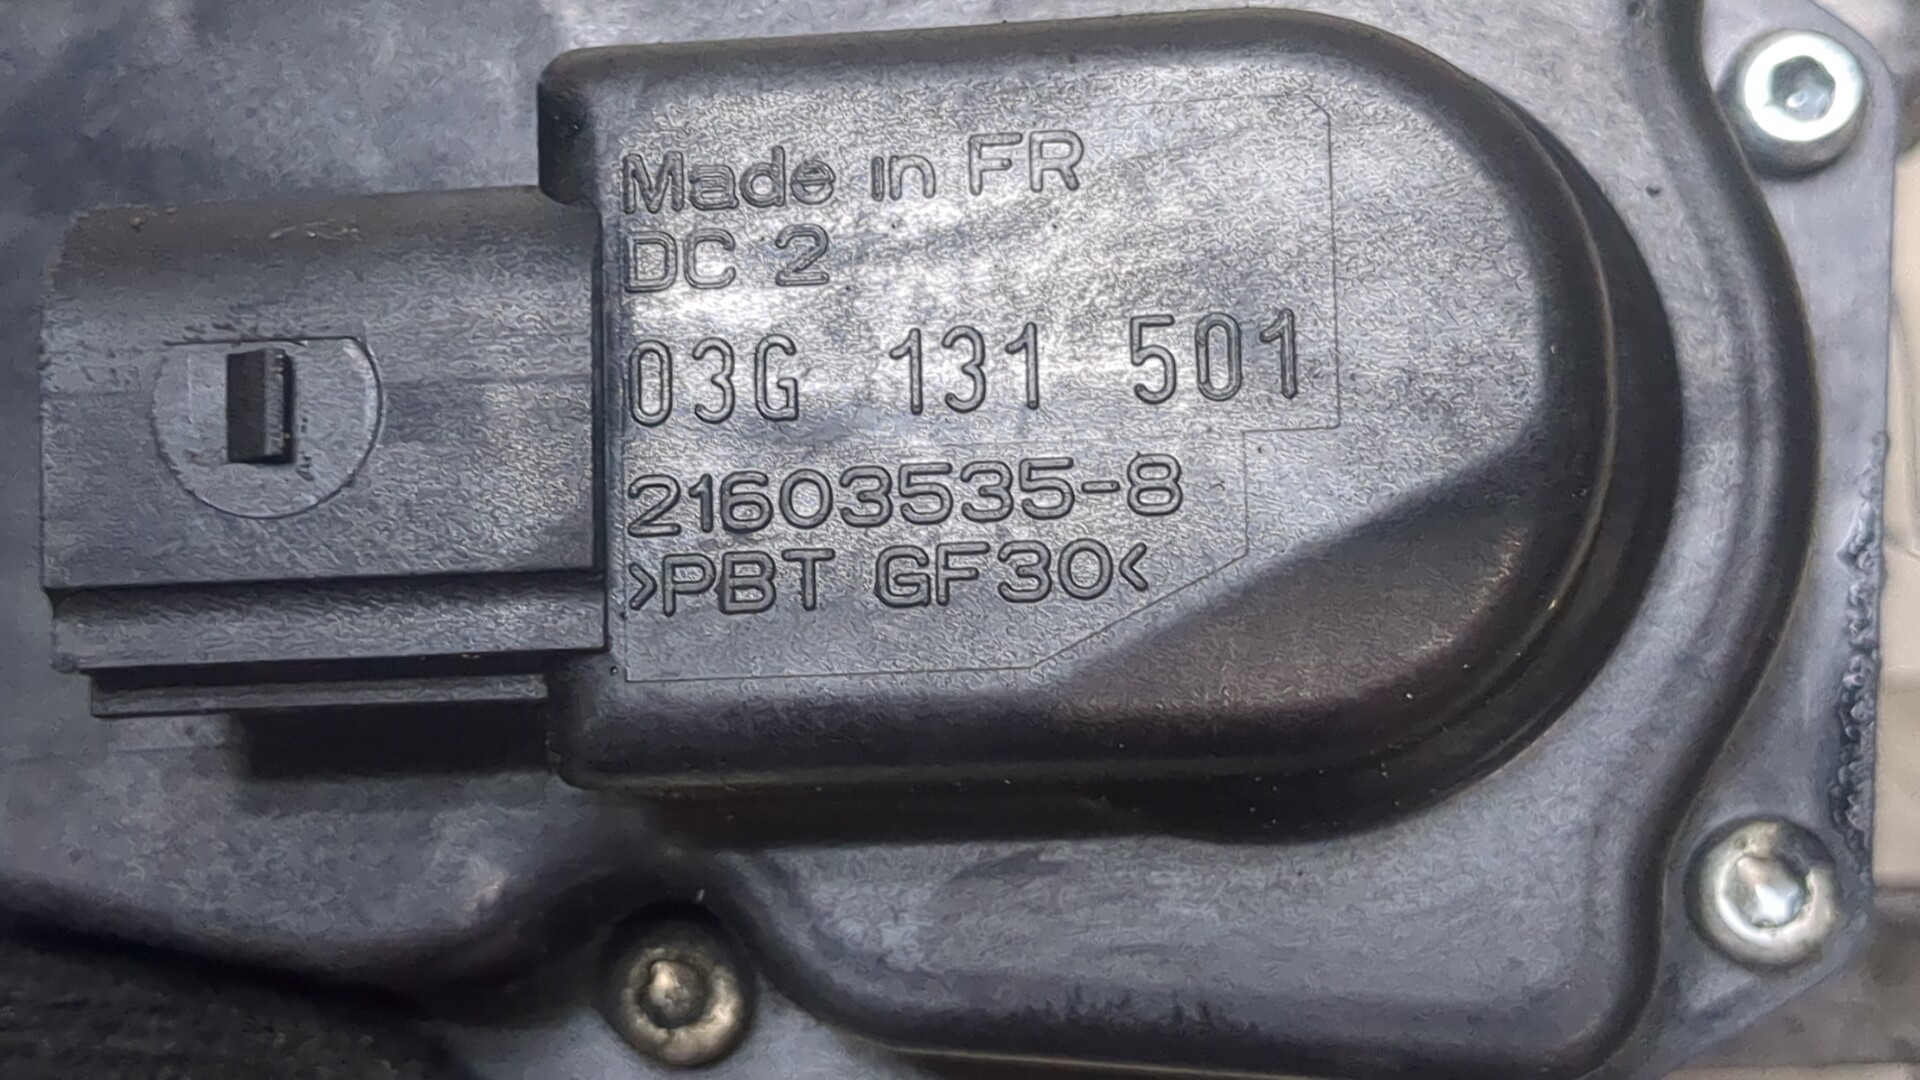 Made in FR
DC 2
03G 131 501
21603535-8
>PBT GF30<